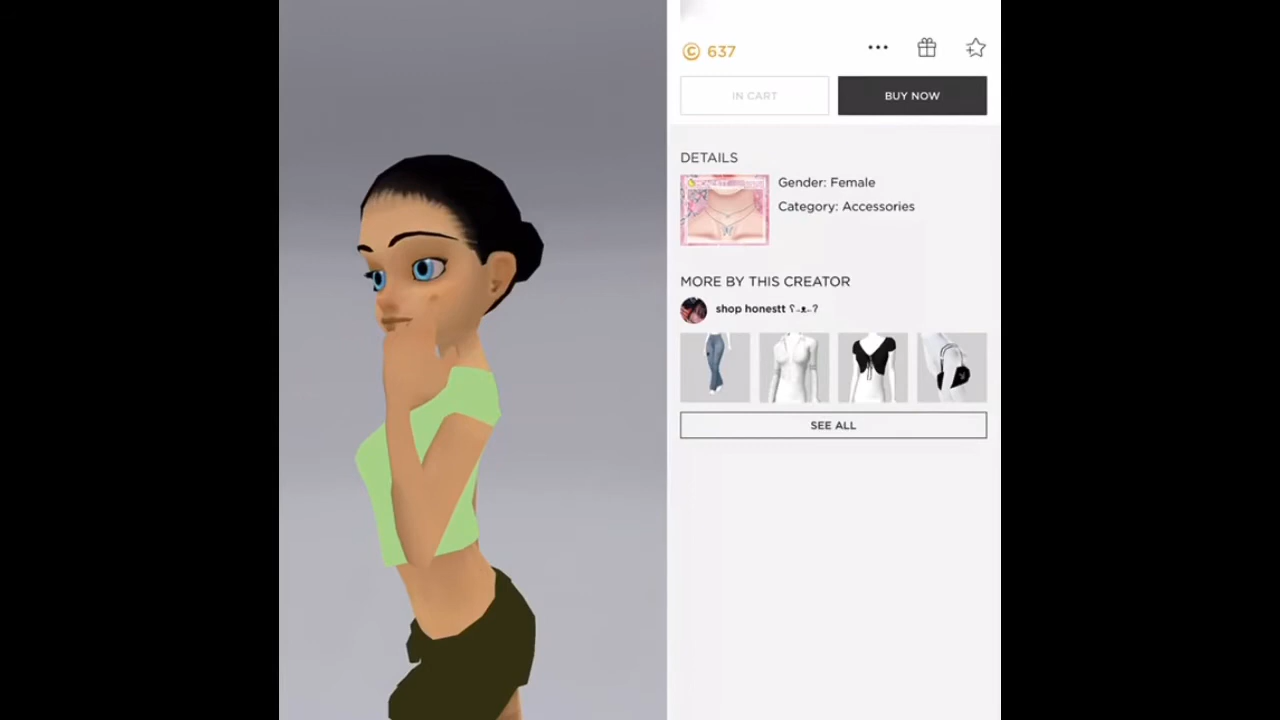 © 637
IN CART
BUY NOW
DETAILS
Gender: Female
Category: Accessories
MORE BY THIS CREATOR
shop honestt ʕ˶•ᴥ•˶?
SEE ALL